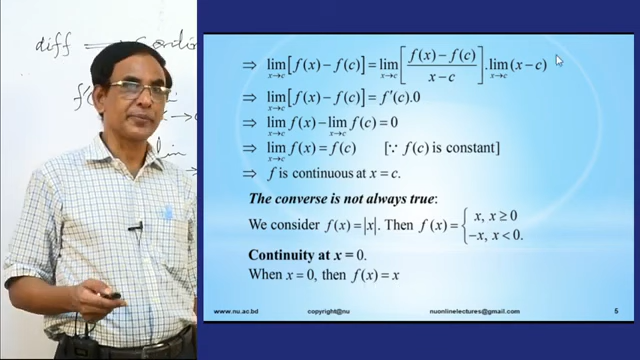 diff ⟹
⇒ lim_{x→c} [f(x) − f(c)] = lim_{x→c} [ (f(x) − f(c)) / (x − c) ] . lim_{x→c} (x − c)
⇒ lim_{x→c} [f(x) − f(c)] = f′(c).0
⇒ lim_{x→c} f(x) − lim_{x→c} f(c) = 0
⇒ lim_{x→c} f(x) = f(c) [∵ f(c) is constant]
⇒ f is continuous at x = c.
The converse is not always true:
We consider f(x) = |x|. Then f(x) = { x, x ≥ 0
−x, x < 0.
Continuity at x = 0.
When x = 0, then f(x) = x
www.nu.ac.bd copyright@nu nuonlinelectures@gmail.com 5